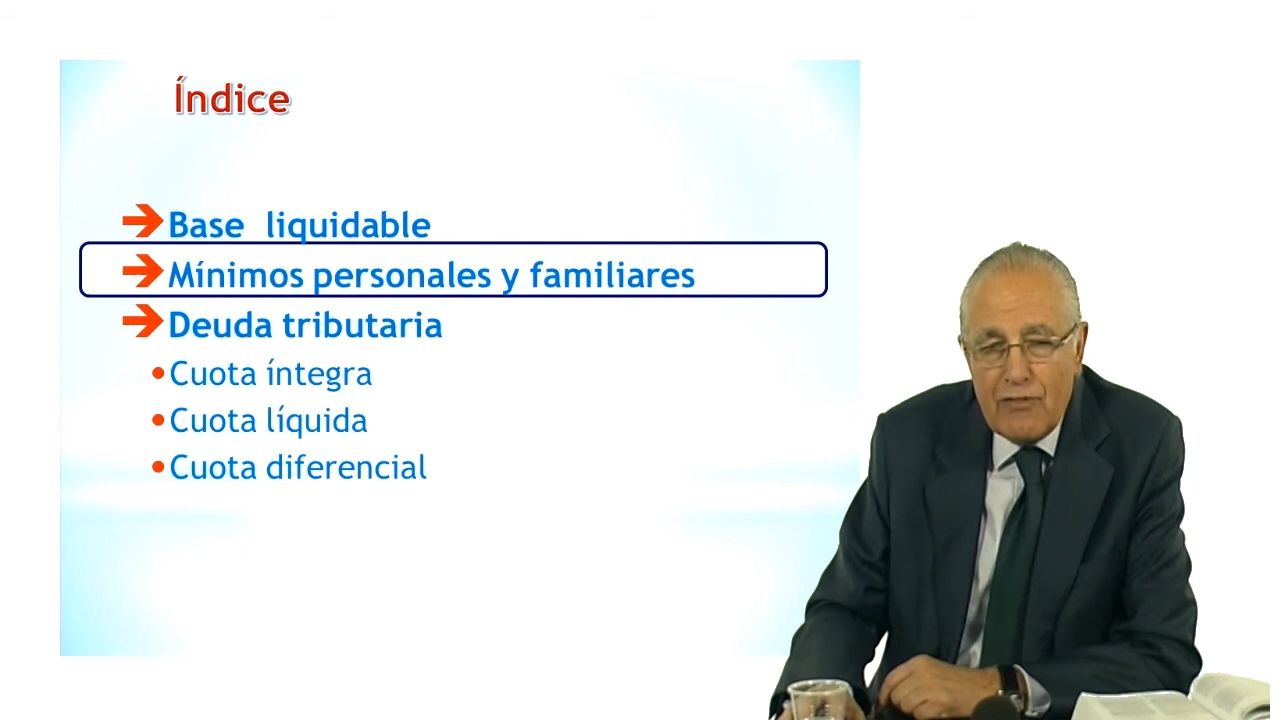 Índice
Base liquidable
Mínimos personales y familiares
Deuda tributaria
Cuota íntegra
Cuota líquida
Cuota diferencial